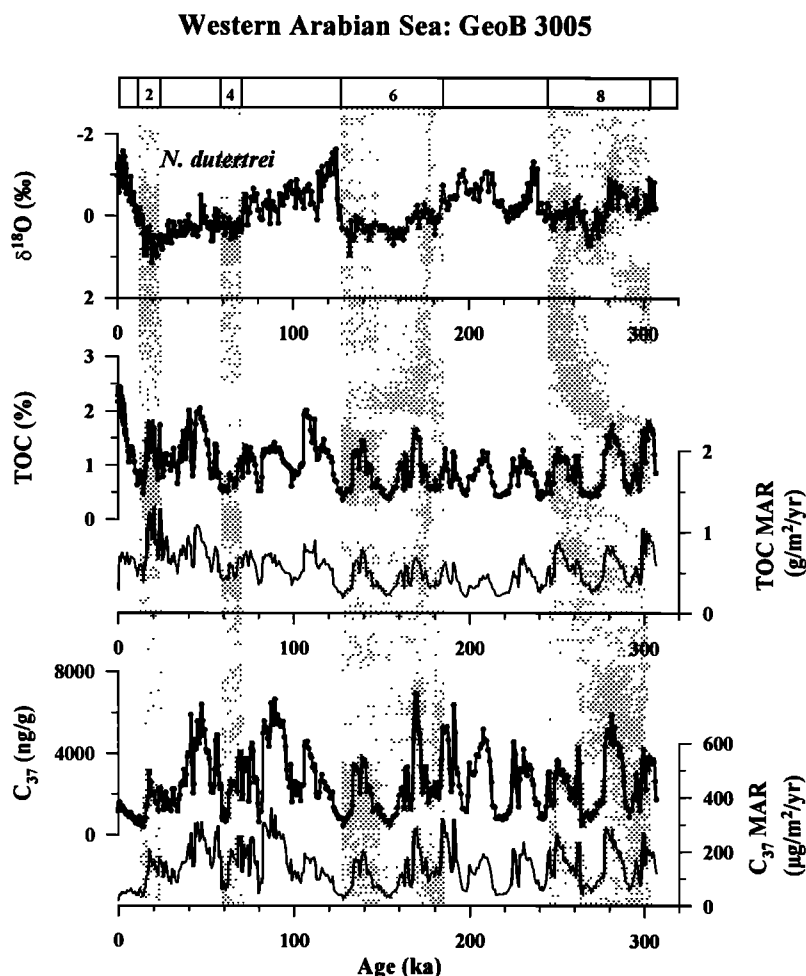 Western Arabian Sea: GeoB 3005
2 4 6 8
N. dutertrei
-2
0
2
δ¹⁸O (‰)
0 100 200 300
3
2
1
0
TOC (%)
2
1
0
TOC MAR
(g/m²/yr)
0 100 200 300
8000
4000
0
C₃₇ (ng/g)
600
400
200
0
C₃₇ MAR
(µg/m²/yr)
0 100 200 300
Age (ka)